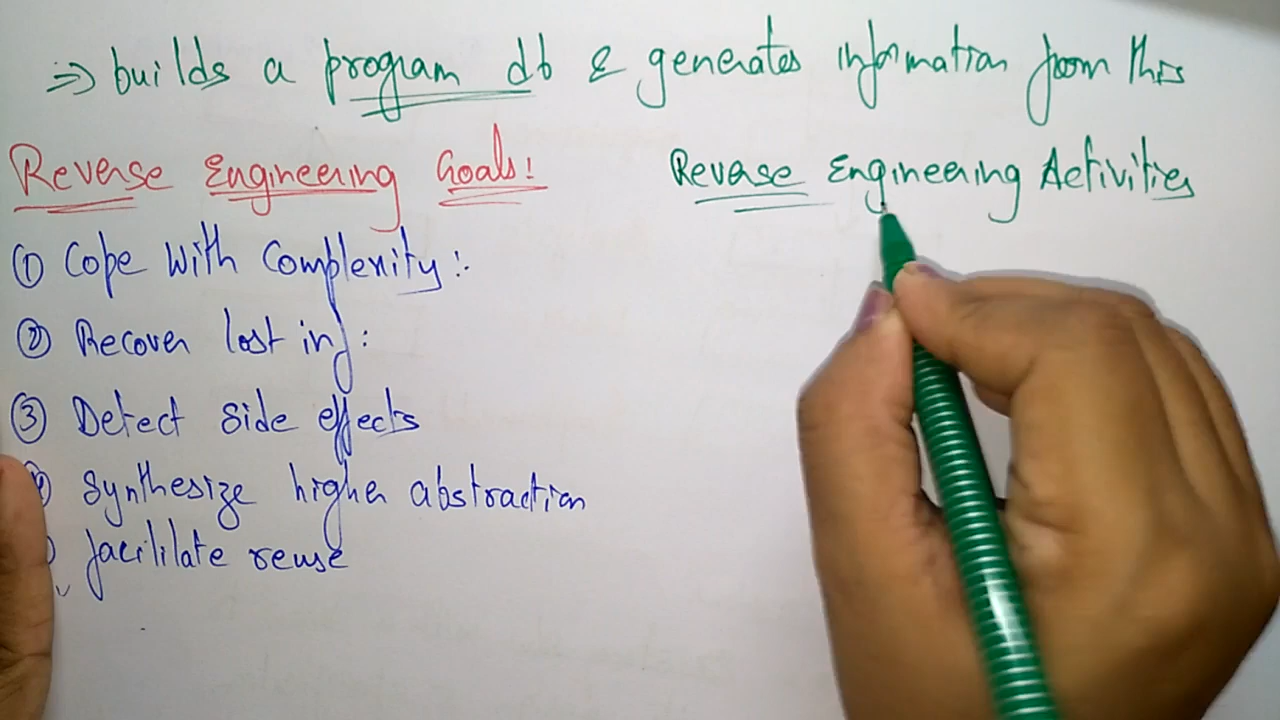 => builds a program db & generates information from this
Reverse Engineering Goals!
Reverse Engineering Activities
① Cope with Complexity :-
② Recover lost inf :
③ Detect side effects
Synthesize higher abstraction
facililate reuse